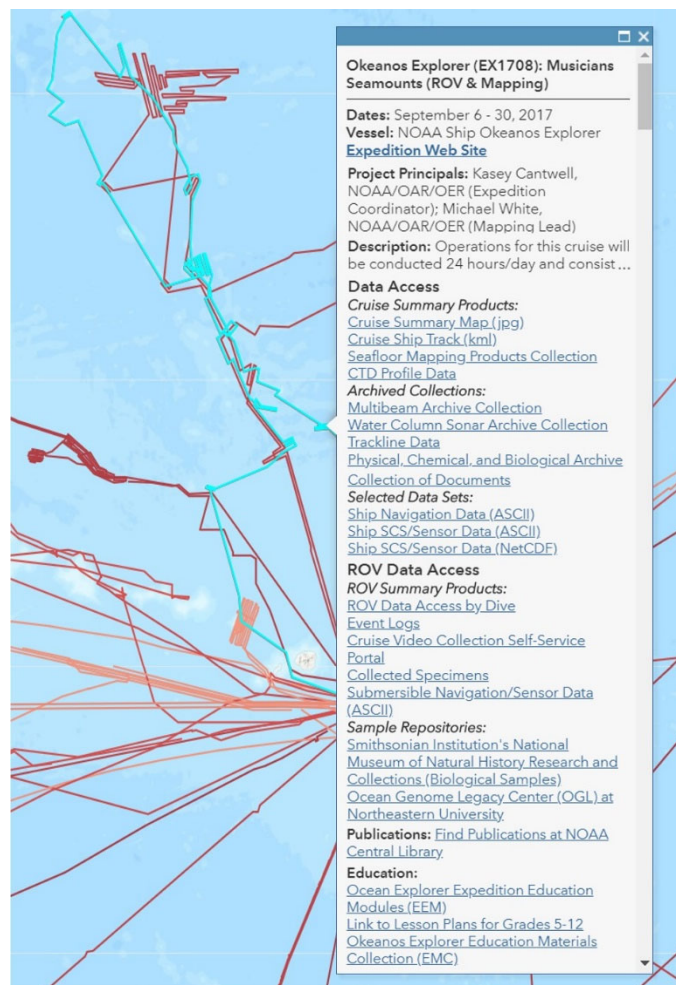 Okeanos Explorer (EX1708): Musicians
Seamounts (ROV & Mapping)
Dates: September 6 - 30, 2017
Vessel: NOAA Ship Okeanos Explorer
Expedition Web Site
Project Principals: Kasey Cantwell,
NOAA/OAR/OER (Expedition
Coordinator); Michael White,
NOAA/OAR/OER (Mapping Lead)
Description: Operations for this cruise will
be conducted 24 hours/day and consist ...
Data Access
Cruise Summary Products:
Cruise Summary Map (jpg)
Cruise Ship Track (kml)
Seafloor Mapping Products Collection
CTD Profile Data
Archived Collections:
Multibeam Archive Collection
Water Column Sonar Archive Collection
Trackline Data
Physical, Chemical, and Biological Archive
Collection of Documents
Selected Data Sets:
Ship Navigation Data (ASCII)
Ship SCS/Sensor Data (ASCII)
Ship SCS/Sensor Data (NetCDF)
ROV Data Access
ROV Summary Products:
ROV Data Access by Dive
Event Logs
Cruise Video Collection Self-Service
Portal
Collected Specimens
Submersible Navigation/Sensor Data
(ASCII)
Sample Repositories:
Smithsonian Institution's National
Museum of Natural History Research and
Collections (Biological Samples)
Ocean Genome Legacy Center (OGL) at
Northeastern University
Publications: Find Publications at NOAA
Central Library
Education:
Ocean Explorer Expedition Education
Modules (EEM)
Link to Lesson Plans for Grades 5-12
Okeanos Explorer Education Materials
Collection (EMC)